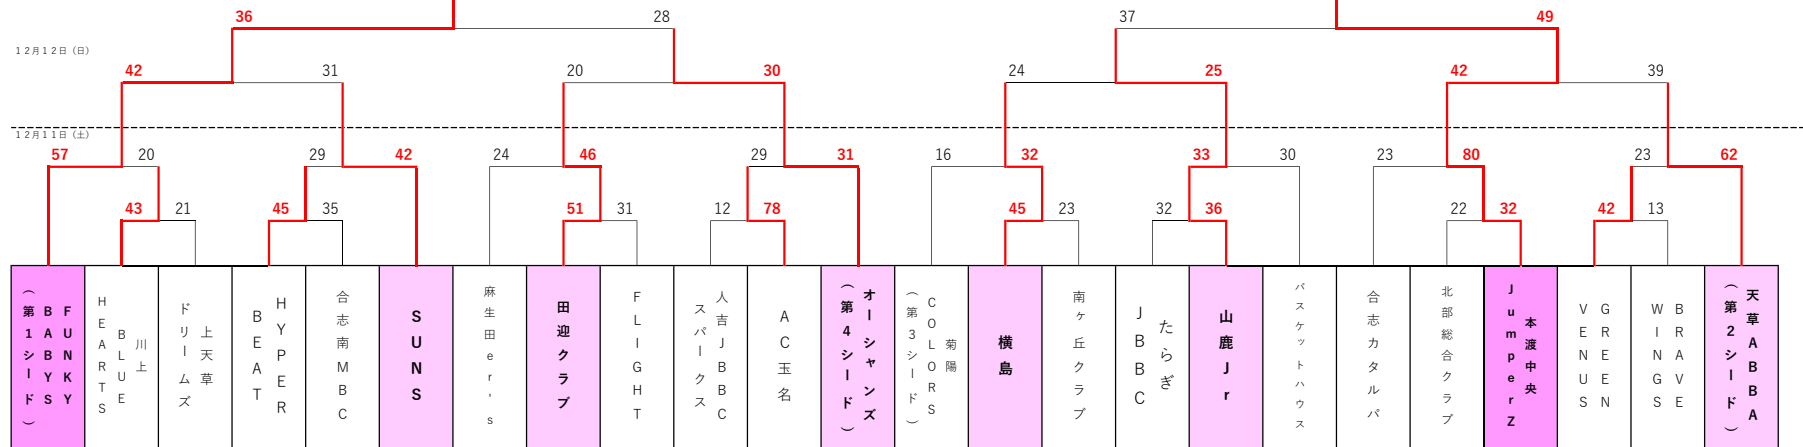 36 28 37 49
12月12日（日）
42 31 20 30 24 25 42 39
12月11日（土）
57 20 29 42 24 46 29 31 16 32 33 30 23 80 23 62
43 21 45 35 51 31 12 78 45 23 32 36 22 32 42 13
FUNKY
BABYS
（第1シード）
川上
BLUE
HEARTS
上天草
ドリームズ
HYPER
BEAT
合志南MBC
SUNS
麻生田er's
田迎クラブ
FLIGHT
人吉JBBC
スパークス
AC玉名
オーシャンズ
（第4シード）
菊陽
COLORS
（第3シード）
横島
南ヶ丘クラブ
たらぎ
JBBC
山鹿Jr
バスケットハウス
合志カタルパ
北部総合クラブ
本渡中央
JumperZ
GREEN
VENUS
BRAVE
WINGS
天草ABBA
（第2シード）